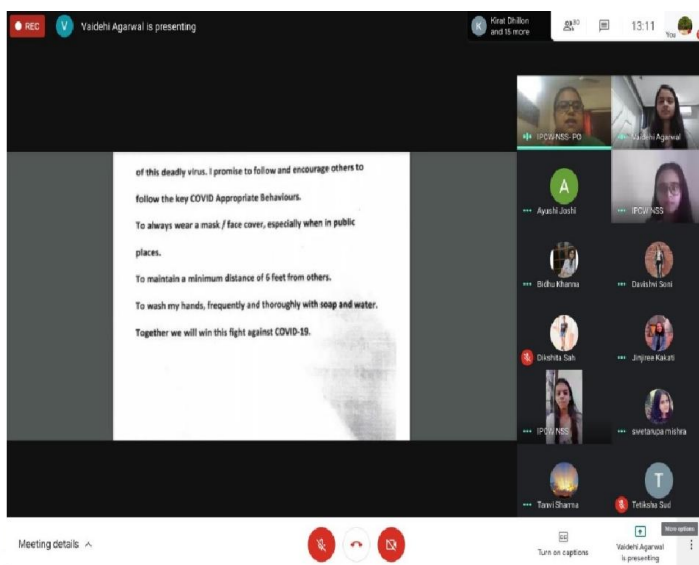 REC
V
Vaidehi Agarwal is presenting
K
Kirat Dhillon
and 15 more
30
13:11
You
of this deadly virus. I promise to follow and encourage others to
follow the key COVID Appropriate Behaviours.
To always wear a mask / face cover, especially when in public
places.
To maintain a minimum distance of 6 feet from others.
To wash my hands, frequently and thoroughly with soap and water.
Together we will win this fight against COVID-19.
IPCW-NSS- PO
Vaidehi Agarwal
A
Ayushi Joshi
IPCW NSS
Bidhu Khanna
Davishvi Soni
Dikshita Sah
Jinjiree Kakati
IPCW NSS
swetarupa mishra
Tanvi Sharma
T
Tetiksha Sud
More options
Meeting details
Turn on captions
Vaidehi Agarwal
is presenting